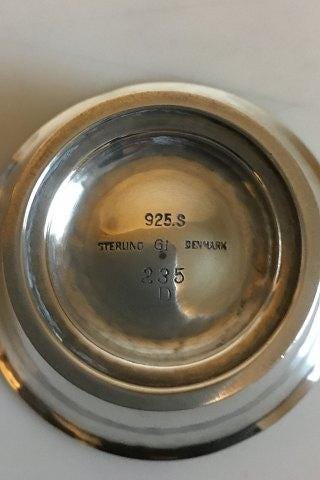 925.S
STERLING GI DENMARK
235
D